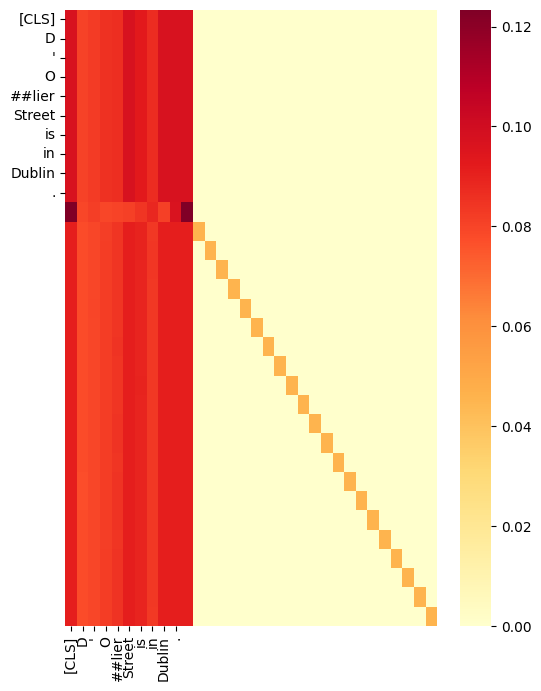 [CLS]
D
'
O
##lier
Street
is
in
Dublin
.
0.12
0.10
0.08
0.06
0.04
0.02
0.00
[CLS]
D
'
O
##lier
Street
is
in
Dublin
.